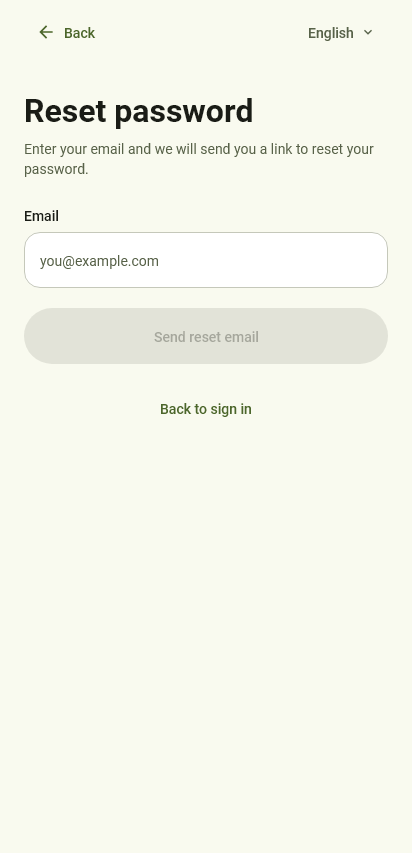 Back
English
Reset password
Enter your email and we will send you a link to reset your
password.
Email
you@example.com
Send reset email
Back to sign in